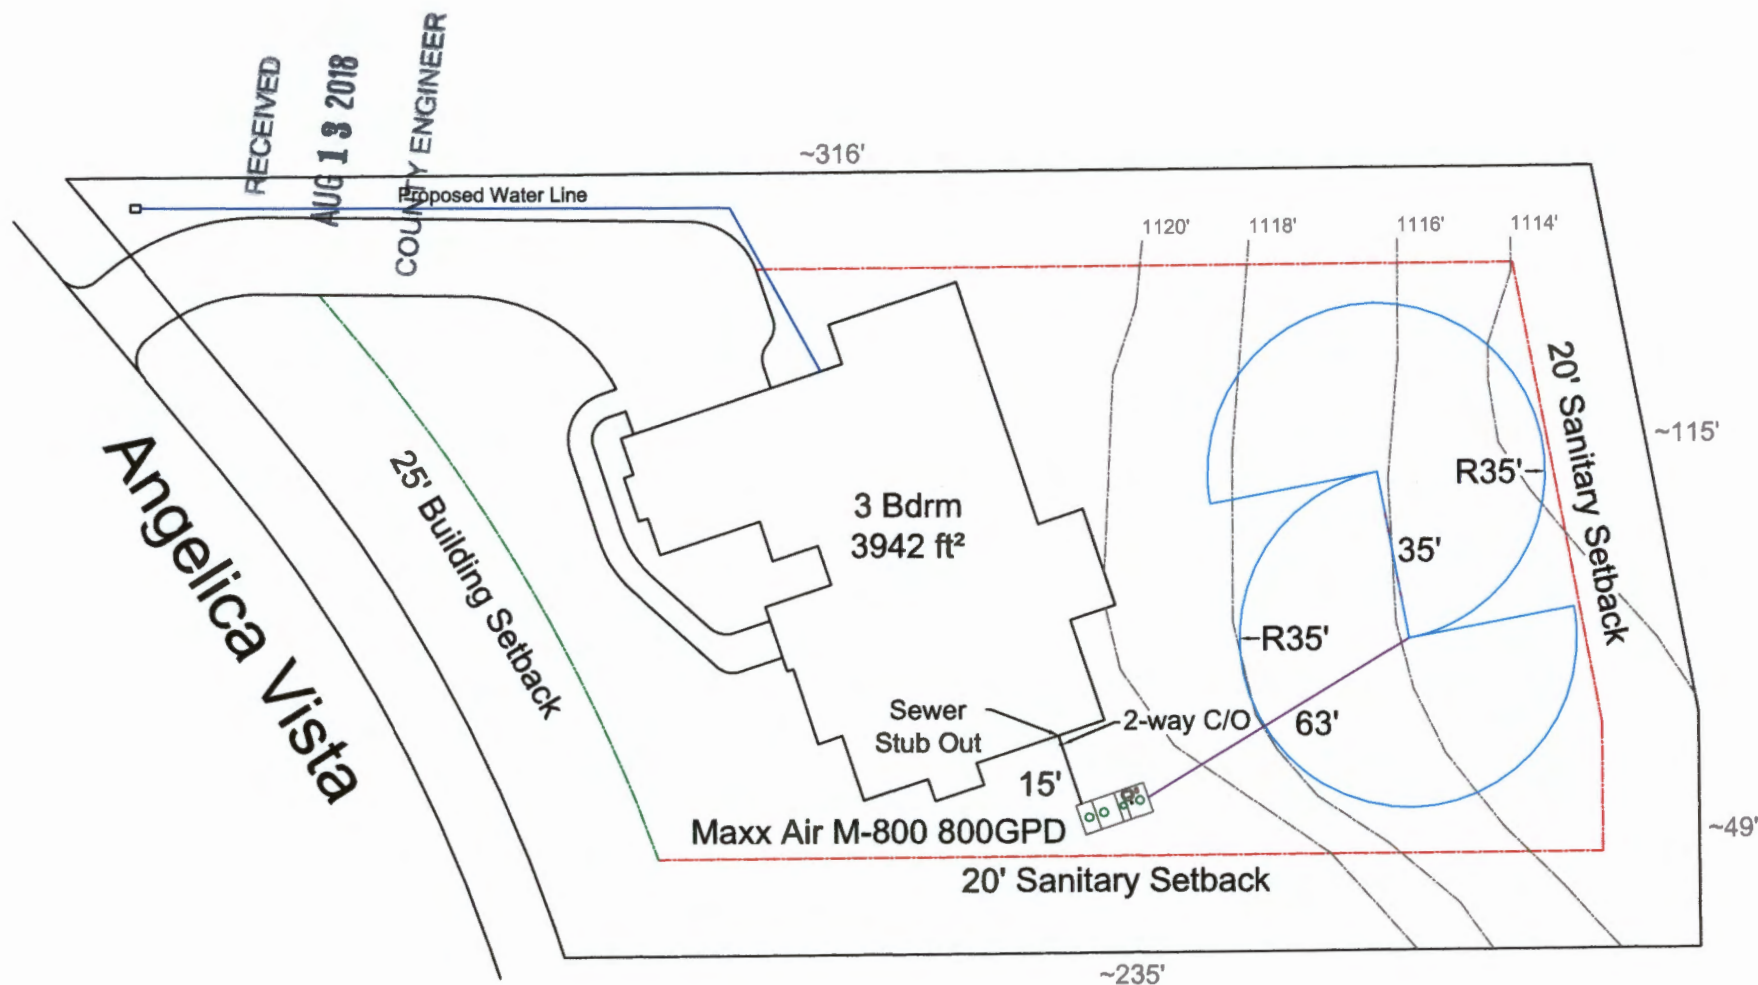 RECEIVED
AUG 13 2018
COUNTY ENGINEER
~316'
Proposed Water Line
1120'
1118'
1116'
1114'
20' Sanitary Setback
~115'
R35'
25' Building Setback
Angelica Vista
3 Bdrm
3942 ft²
35'
R35'
Sewer
Stub Out
2-way C/O
63'
15'
Maxx Air M-800 800GPD
~49'
20' Sanitary Setback
~235'